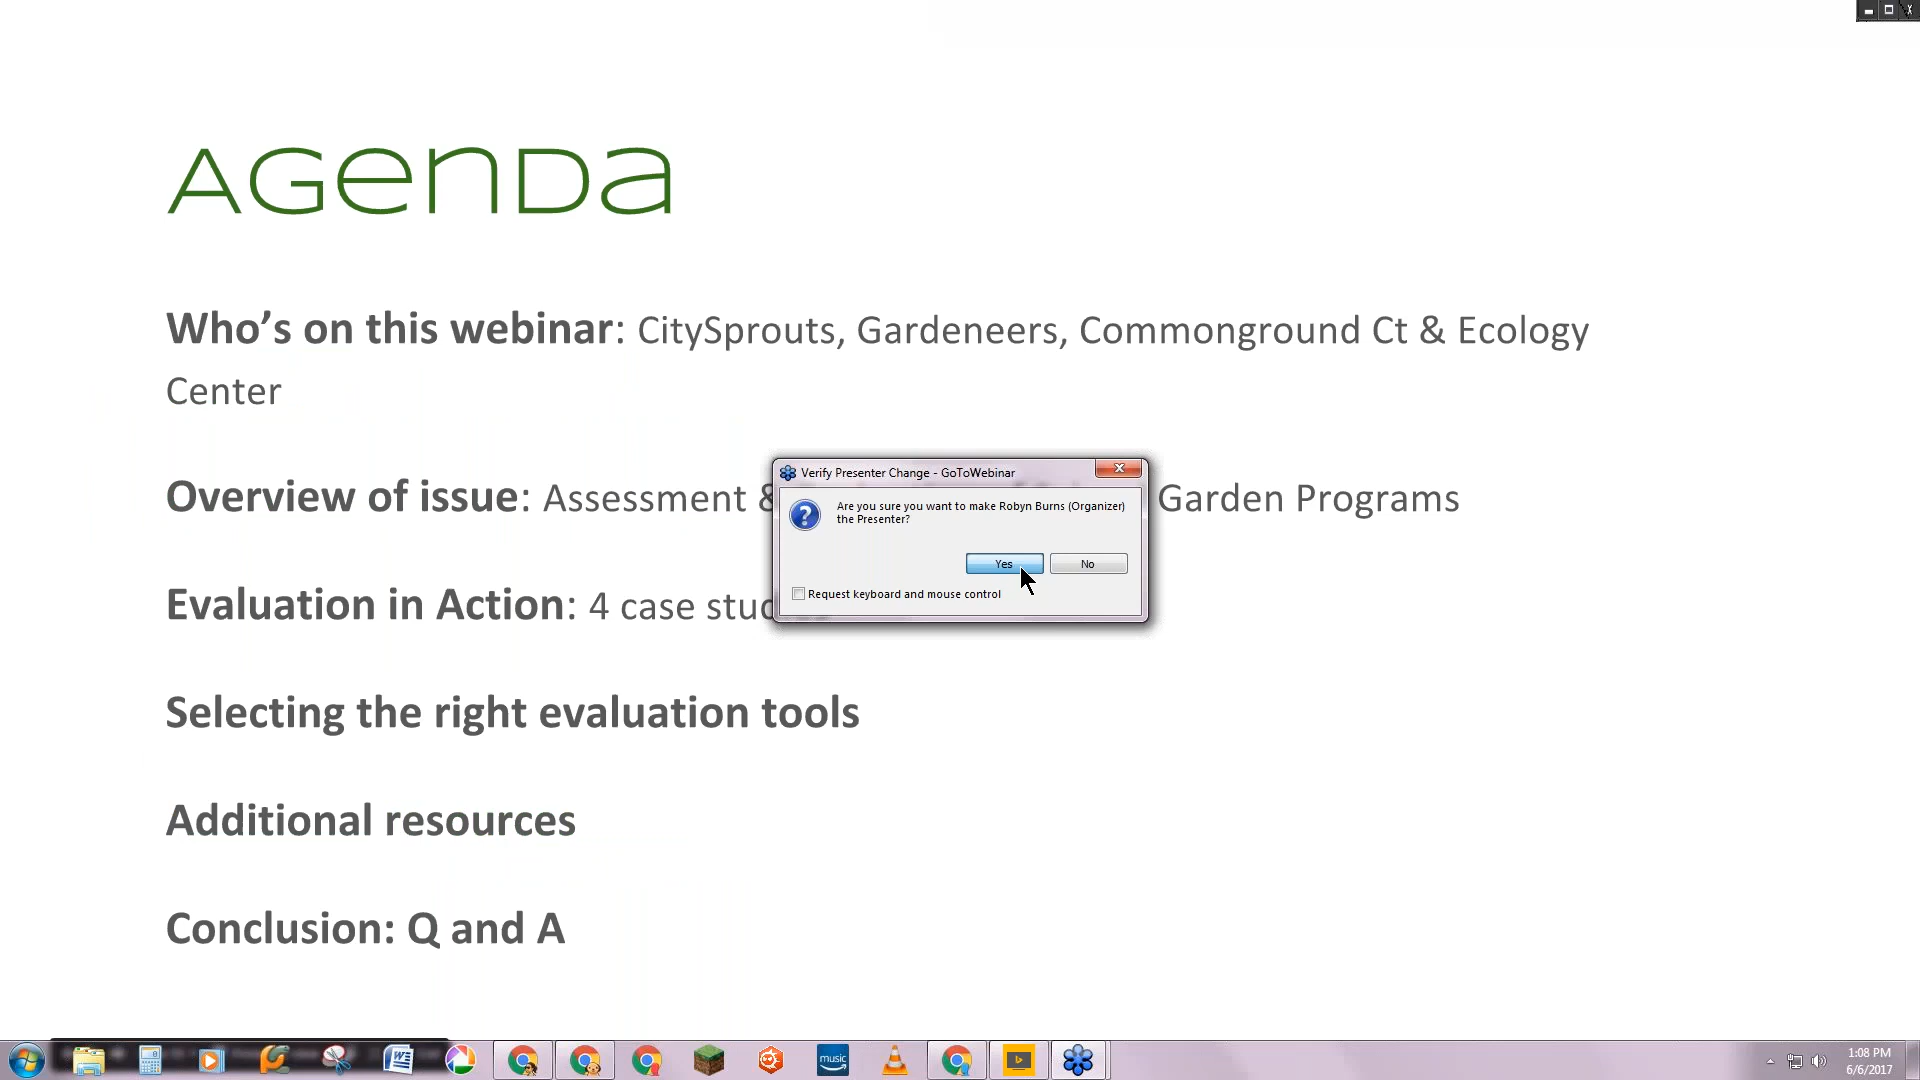 Agenda
Who's on this webinar: CitySprouts, Gardeneers, Commonground Ct & Ecology
Center
Verify Presenter Change - GoToWebinar
Are you sure you want to make Robyn Burns (Organizer)
the Presenter?
Yes No
Request keyboard and mouse control
Overview of issue: Assessment & Garden Programs
Evaluation in Action: 4 case
Selecting the right evaluation tools
Additional resources
Conclusion: Q and A
music
1:08 PM
6/6/2017